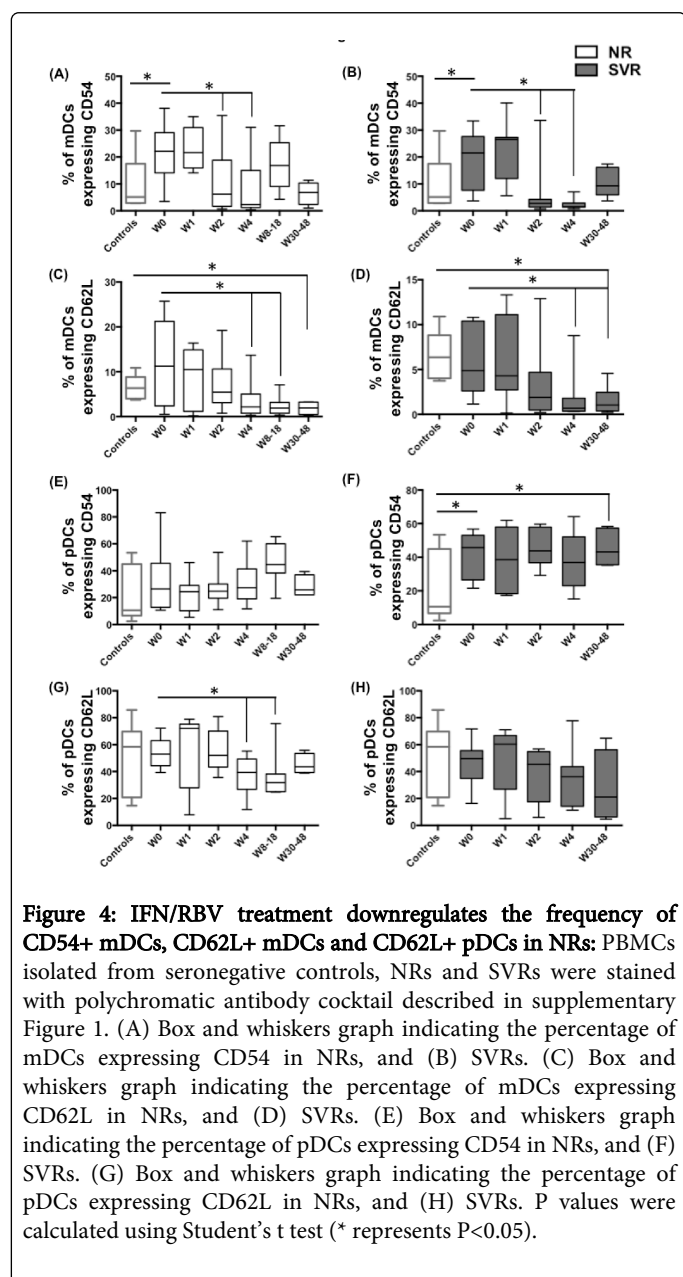 NR
SVR
(A)
*
*
% of mDCs
expressing CD54
50
40
30
20
10
0
Controls
W0
W1
W2
W4
W8-18
W30-48
(B)
*
*
% of mDCs
expressing CD54
50
40
30
20
10
0
Controls
W0
W1
W2
W4
W30-48
(C)
*
*
% of mDCs
expressing CD62L
30
20
10
0
Controls
W0
W1
W2
W4
W8-18
W30-48
(D)
*
*
% of mDCs
expressing CD62L
15
10
5
0
Controls
W0
W1
W2
W4
W30-48
(E)
% of pDCs
expressing CD54
100
80
60
40
20
0
Controls
W0
W1
W2
W4
W8-18
W30-48
(F)
*
*
% of pDCs
expressing CD54
80
60
40
20
0
Controls
W0
W1
W2
W4
W30-48
(G)
*
% of pDCs
expressing CD62L
100
80
60
40
20
0
Controls
W0
W1
W2
W4
W8-18
W30-48
(H)
% of pDCs
expressing CD62L
100
80
60
40
20
0
Controls
W0
W1
W2
W4
W30-48
Figure 4: IFN/RBV treatment downregulates the frequency of
CD54+ mDCs, CD62L+ mDCs and CD62L+ pDCs in NRs: PBMCs
isolated from seronegative controls, NRs and SVRs were stained
with polychromatic antibody cocktail described in supplementary
Figure 1. (A) Box and whiskers graph indicating the percentage of
mDCs expressing CD54 in NRs, and (B) SVRs. (C) Box and
whiskers graph indicating the percentage of mDCs expressing
CD62L in NRs, and (D) SVRs. (E) Box and whiskers graph
indicating the percentage of pDCs expressing CD54 in NRs, and (F)
SVRs. (G) Box and whiskers graph indicating the percentage of
pDCs expressing CD62L in NRs, and (H) SVRs. P values were
calculated using Student's t test (* represents P<0.05).